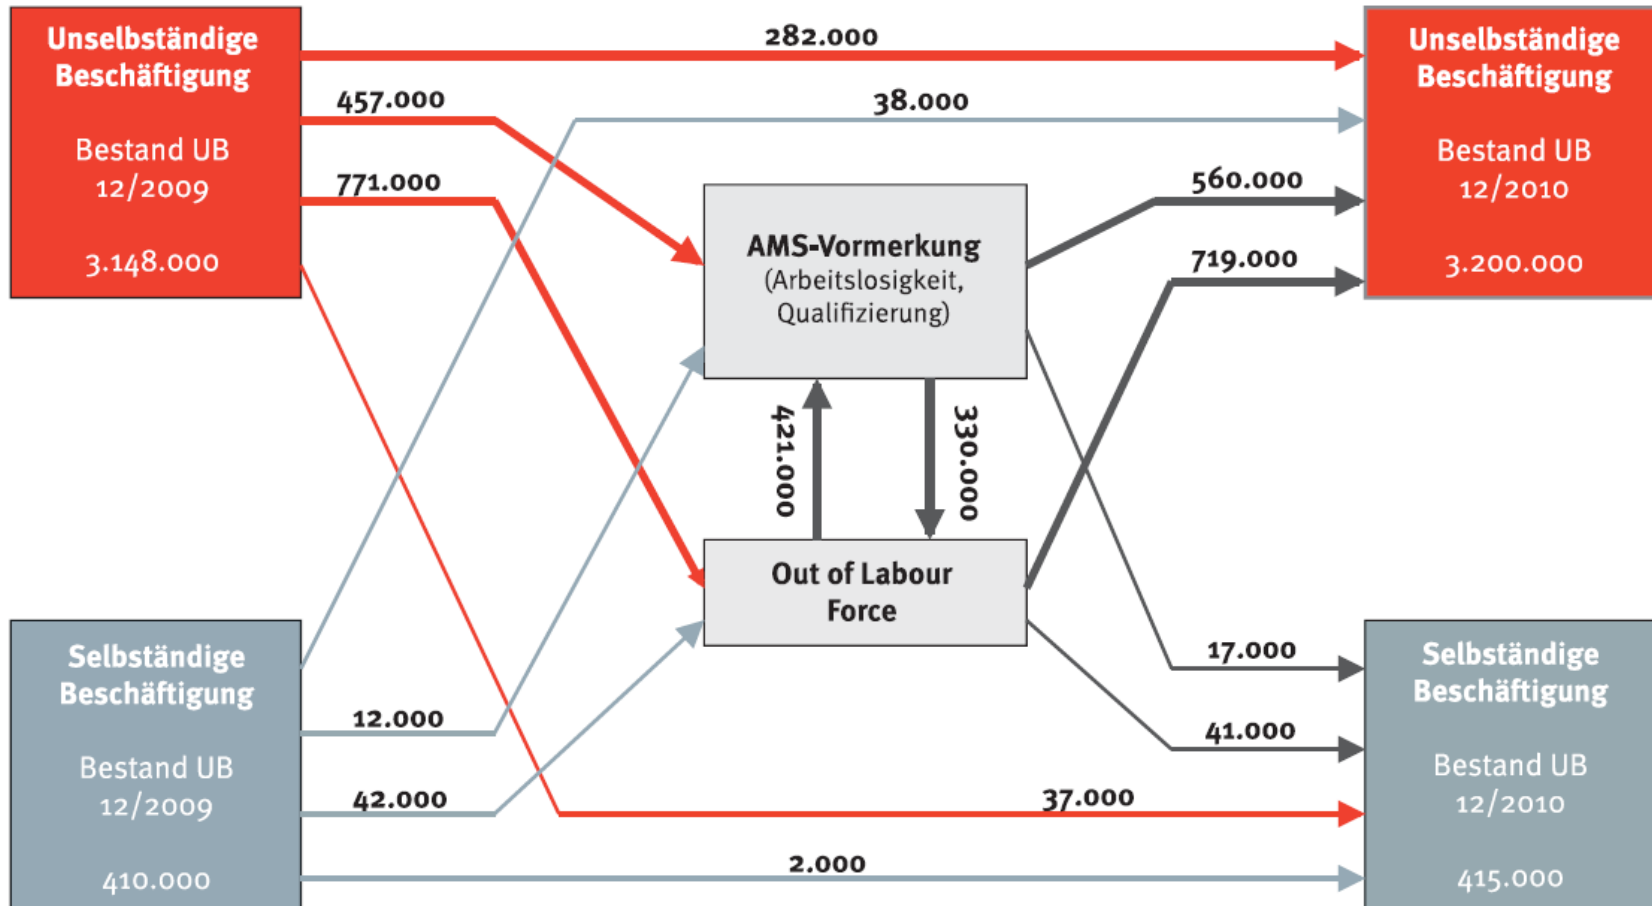 Unselbständige
Beschäftigung
Bestand UB
12/2009
3.148.000
282.000
457.000
38.000
771.000
Unselbständige
Beschäftigung
Bestand UB
12/2010
3.200.000
AMS-Vormerkung
(Arbeitslosigkeit,
Qualifizierung)
560.000
719.000
421.000
330.000
Out of Labour
Force
Selbständige
Beschäftigung
Bestand UB
12/2009
410.000
12.000
42.000
17.000
41.000
37.000
2.000
Selbständige
Beschäftigung
Bestand UB
12/2010
415.000